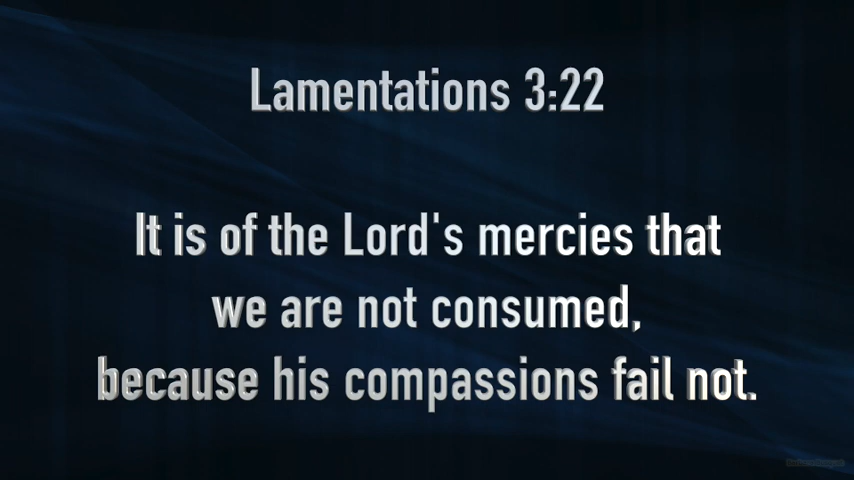 Lamentations 3:22
It is of the Lord's mercies that
we are not consumed,
because his compassions fail not.